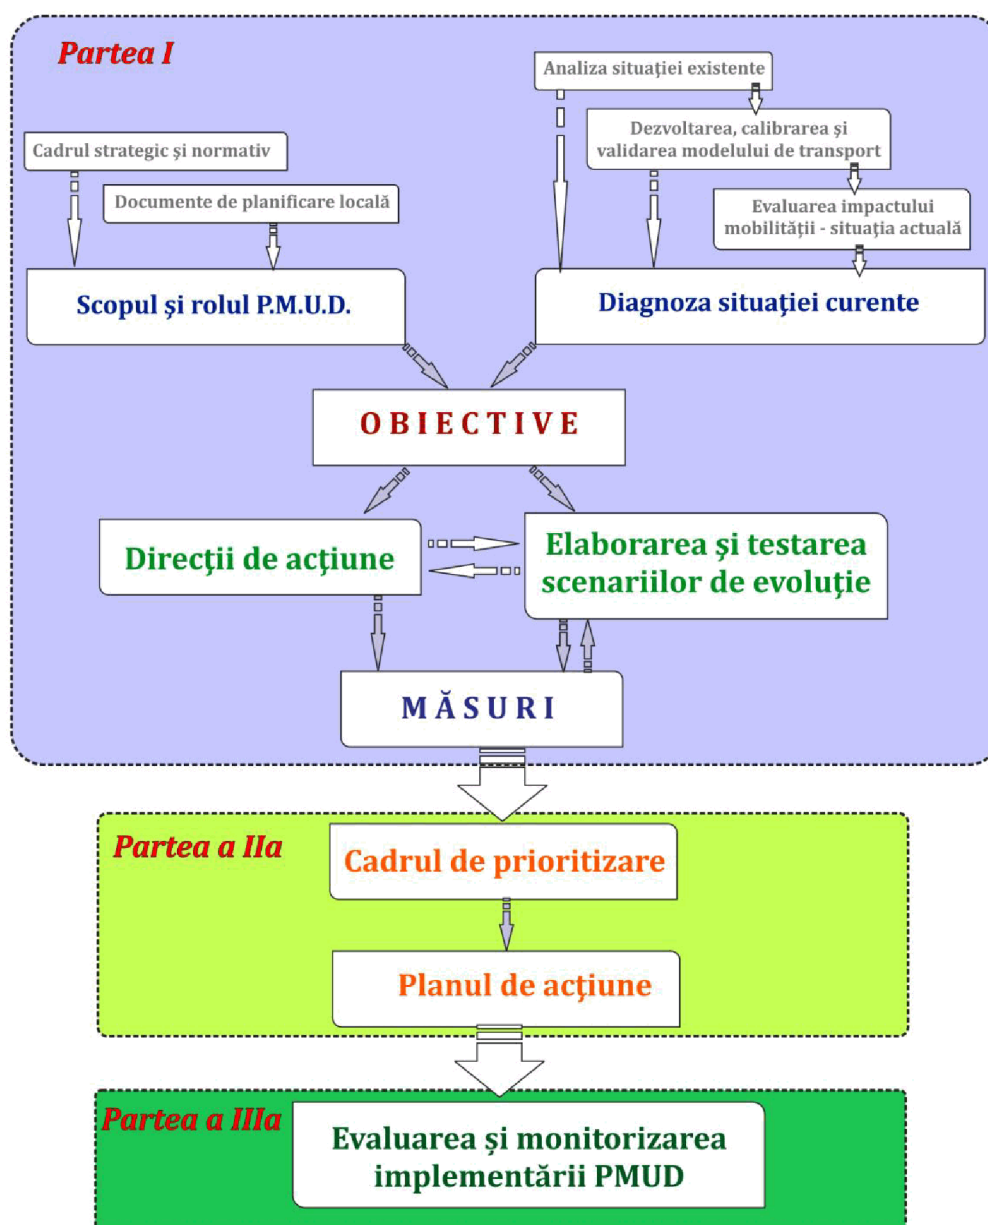 Partea I
Analiza situației existente
Dezvoltarea, calibrarea și
validarea modelului de transport
Cadrul strategic și normativ
Documente de planificare locală
Evaluarea impactului
mobilității - situația actuală
Scopul și rolul P.M.U.D.
Diagnoza situației curente
O B I E C T I V E
Direcții de acțiune
Elaborarea și testarea
scenariilor de evoluție
M Ă S U R I
Partea a IIa
Cadrul de prioritizare
Planul de acțiune
Partea a IIIa
Evaluarea și monitorizarea
implementării PMUD